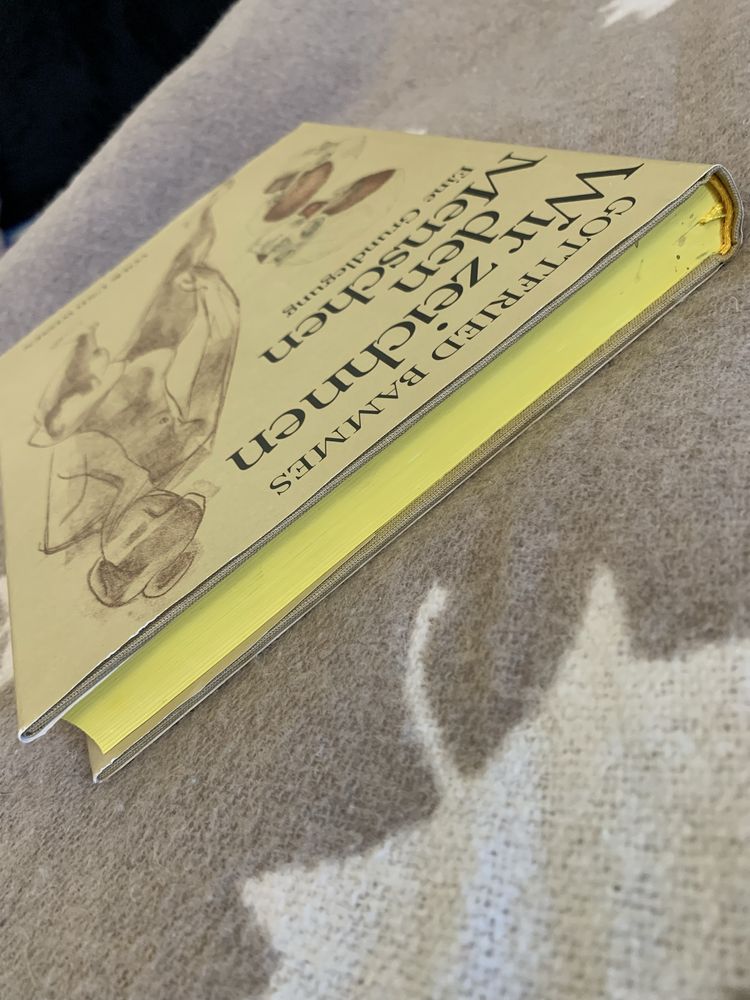 GOTTFRIED BAMMES
Wir zeichnen
den
Menschen
Eine Grundlegung